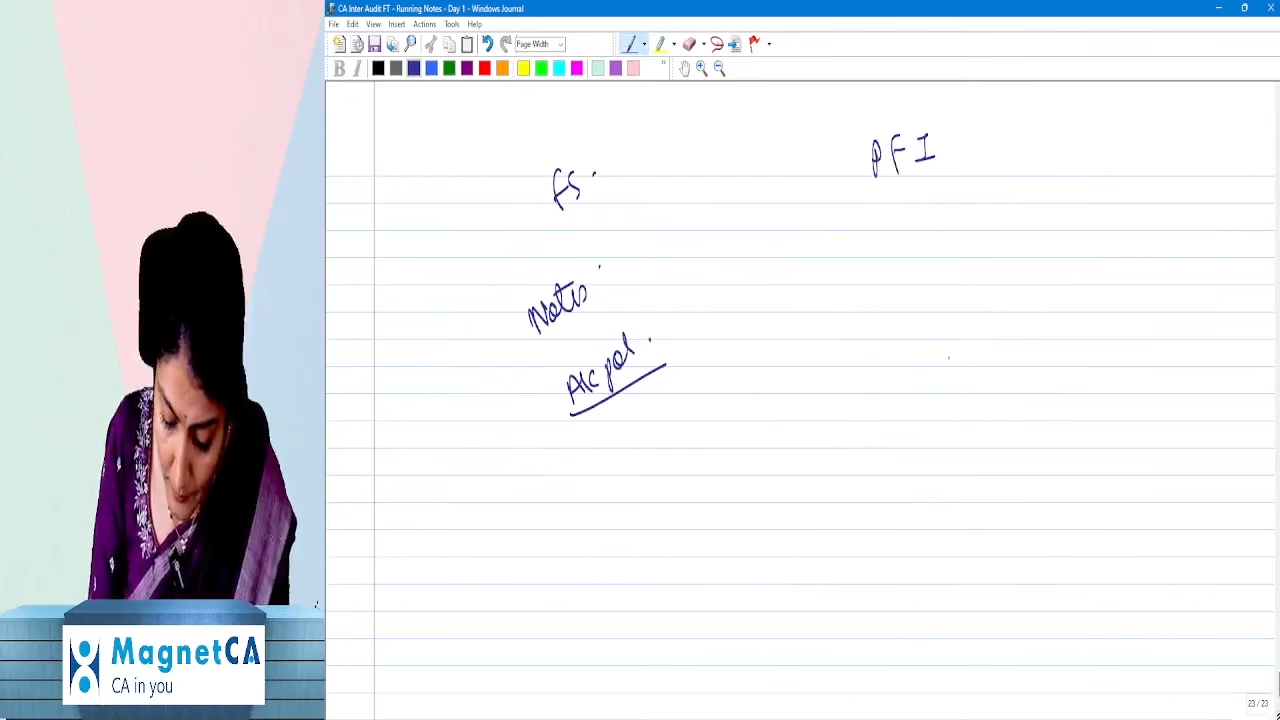 CA Inter Audit FT - Running Notes - Day 1 - Windows Journal
File Edit View Insert Actions Tools Help
Page Width
B I
PFI
FS.
Notes
A/c pol.
MagnetCA
CA in you
23 / 23